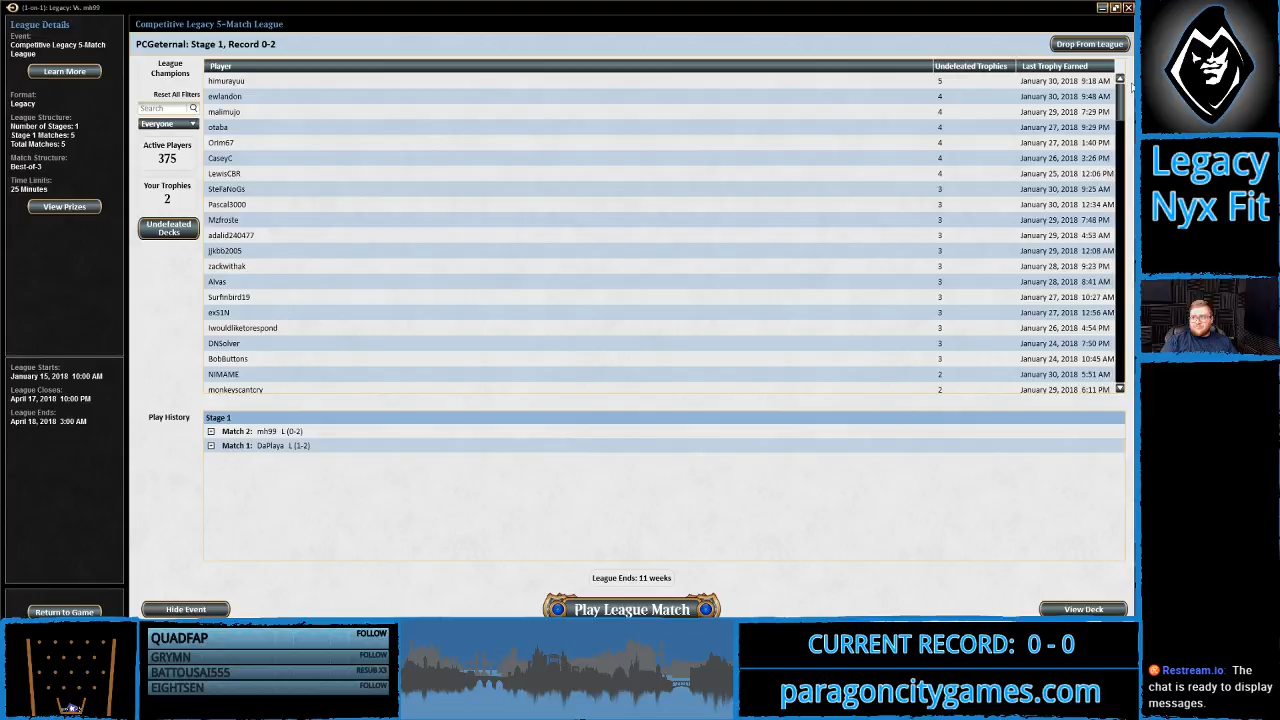 (1-on-1): Legacy: Vs. mh99
League Details
Event:
Competitive Legacy 5-Match
League
Learn More
Format:
Legacy
League Structure:
Number of Stages: 1
Stage 1 Matches: 5
Total Matches: 5
Match Structure:
Best-of-3
Time Limits:
25 Minutes
View Prizes
League Starts:
January 15, 2018 10:00 AM
League Closes:
April 17, 2018 10:00 PM
League Ends:
April 18, 2018 3:00 AM
Return to Game
Competitive Legacy 5-Match League
PCGeternal: Stage 1, Record 0-2
Drop From League
League
Champions
Reset All Filters
Search
Everyone
Active Players
375
Your Trophies
2
Undefeated
Decks
Player Undefeated Trophies Last Trophy Earned
himurayuu 5 January 30, 2018 9:18 AM
ewlandon 4 January 30, 2018 9:48 AM
malimujo 4 January 29, 2018 7:29 PM
otaba 4 January 27, 2018 9:29 PM
Orim67 4 January 27, 2018 1:40 PM
CaseyC 4 January 26, 2018 3:26 PM
LewisCBR 4 January 25, 2018 12:06 PM
SteFaNoGs 3 January 30, 2018 9:25 AM
Pascal3000 3 January 30, 2018 12:34 AM
Mzfroste 3 January 29, 2018 7:48 PM
adalid240477 3 January 29, 2018 4:53 AM
jjkbb2005 3 January 29, 2018 12:08 AM
zackwithak 3 January 28, 2018 9:23 PM
Alvas 3 January 28, 2018 8:41 AM
Surfinbird19 3 January 27, 2018 10:27 AM
exS1N 3 January 27, 2018 12:56 AM
iwouldliketorespond 3 January 26, 2018 4:54 PM
DNSolver 3 January 24, 2018 7:50 PM
BobButtons 3 January 24, 2018 10:45 AM
NIMAME 2 January 30, 2018 5:51 AM
monkeyscantcry 2 January 29, 2018 6:11 PM
Play History
Stage 1
Match 2: mh99 L (0-2)
Match 1: DaPlaya L (1-2)
League Ends: 11 weeks
Hide Event
Play League Match
View Deck
Legacy
Nyx Fit
QUADFAP FOLLOW
GRYMN FOLLOW
BATTOUSAI555 RESUB X3
EIGHTSEN FOLLOW
CURRENT RECORD: 0 - 0
paragoncitygames.com
Restream.io: The
chat is ready to display
messages.